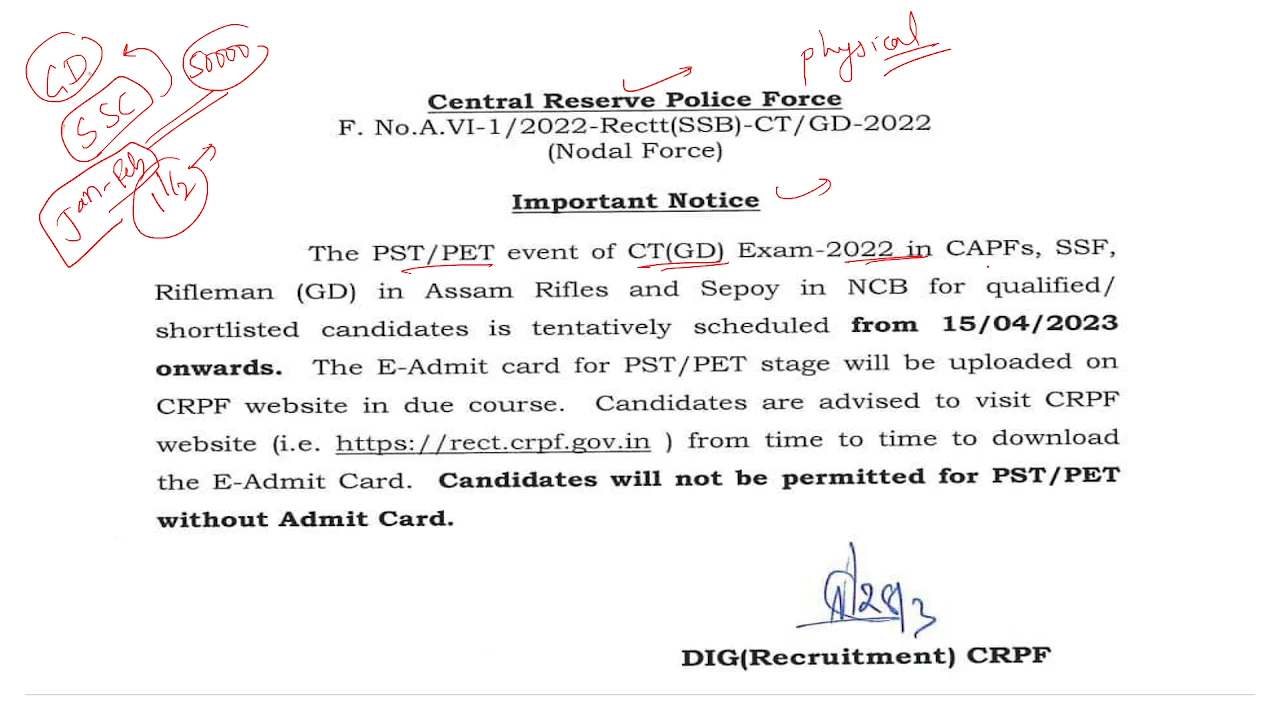 physical
GD
50000
SSC
Jan-Feb
1 1/2
Central Reserve Police Force
F. No.A.VI-1/2022-Rectt(SSB)-CT/GD-2022
(Nodal Force)
Important Notice
The PST/PET event of CT(GD) Exam-2022 in CAPFs, SSF,
Rifleman (GD) in Assam Rifles and Sepoy in NCB for qualified/
shortlisted candidates is tentatively scheduled from 15/04/2023
onwards. The E-Admit card for PST/PET stage will be uploaded on
CRPF website in due course. Candidates are advised to visit CRPF
website (i.e. https://rect.crpf.gov.in ) from time to time to download
the E-Admit Card. Candidates will not be permitted for PST/PET
without Admit Card.
28/3
DIG(Recruitment) CRPF